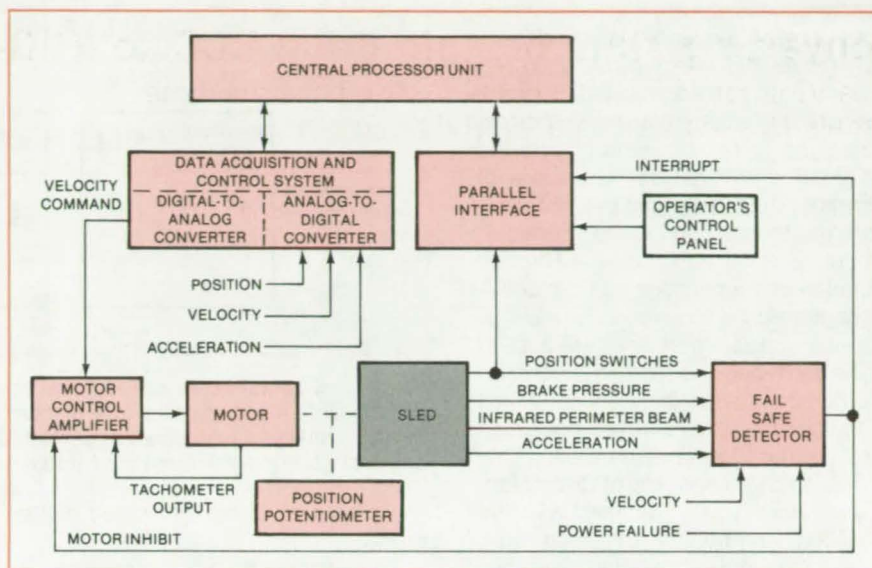 CENTRAL PROCESSOR UNIT
DATA ACQUISITION AND
CONTROL SYSTEM
DIGITAL-TO-
ANALOG
CONVERTER
ANALOG-TO-
DIGITAL
CONVERTER
VELOCITY
COMMAND
PARALLEL
INTERFACE
INTERRUPT
OPERATOR'S
CONTROL
PANEL
POSITION
VELOCITY
ACCELERATION
MOTOR
CONTROL
AMPLIFIER
MOTOR
SLED
POSITION SWITCHES
BRAKE PRESSURE
INFRARED PERIMETER BEAM
ACCELERATION
FAIL
SAFE
DETECTOR
TACHOMETER
OUTPUT
POSITION
POTENTIOMETER
VELOCITY
POWER FAILURE
MOTOR INHIBIT